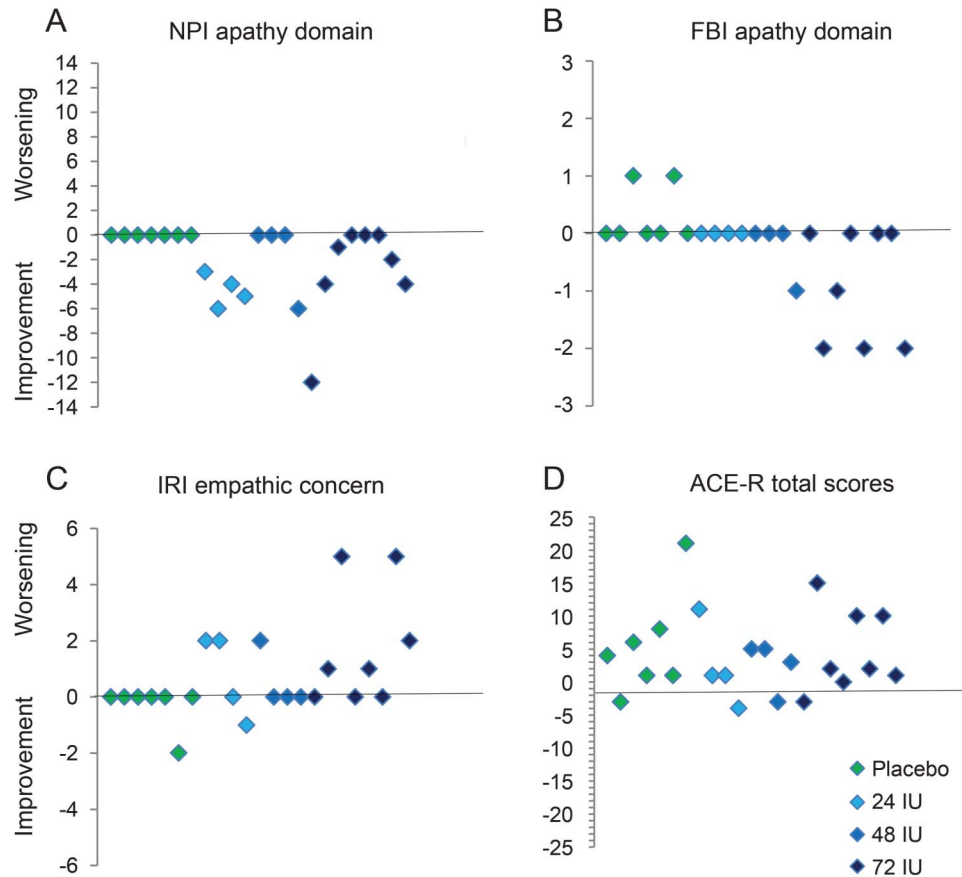 A
NPI apathy domain
Worsening
Improvement
14
12
10
8
6
4
2
0
-2
-4
-6
-8
-10
-12
-14
B
FBI apathy domain
3
2
1
0
-1
-2
-3
C
IRI empathic concern
Worsening
Improvement
6
4
2
0
-2
-4
-6
D
ACE-R total scores
25
20
15
10
5
0
-5
-10
-15
-20
-25
Placebo
24 IU
48 IU
72 IU